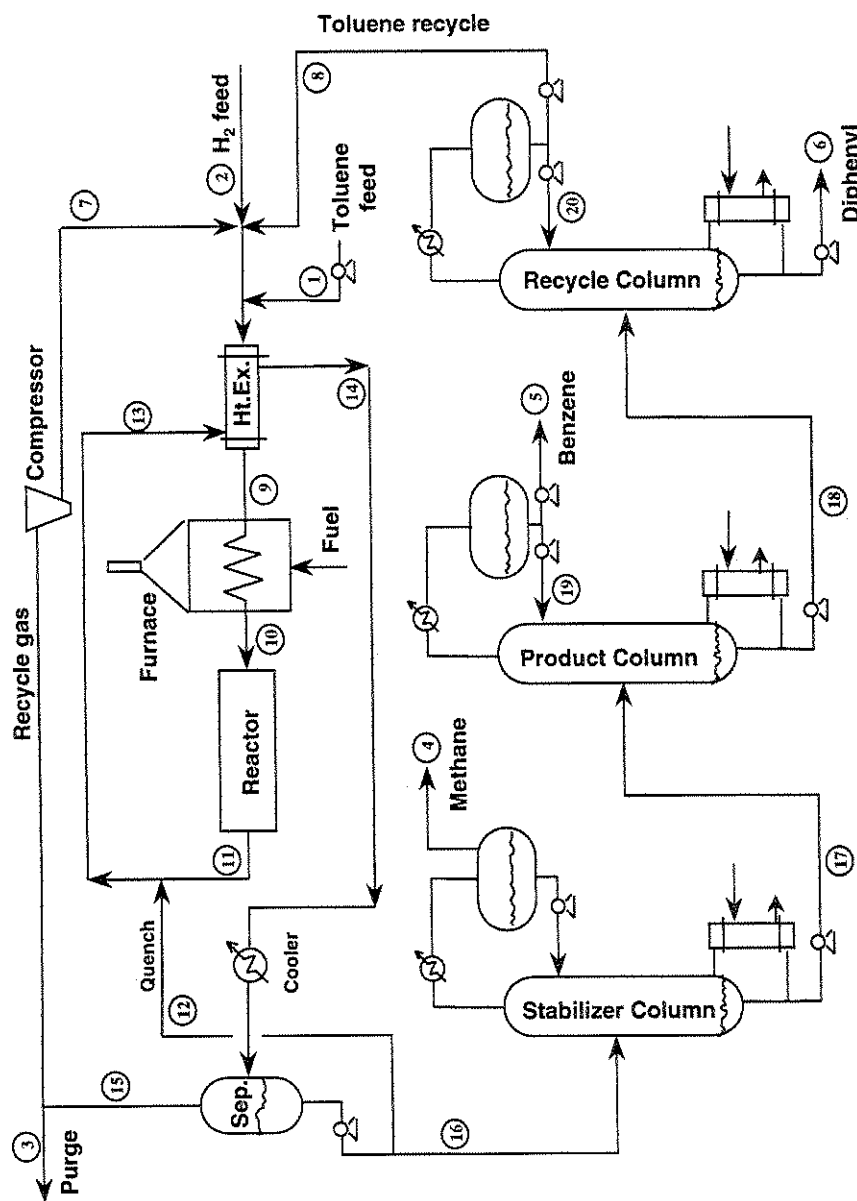 Toluene recycle
8
2
H₂ feed
7
Toluene
feed
1
20
6
Diphenyl
Recycle Column
Compressor
13
Ht.Ex.
14
9
5
Benzene
18
Recycle gas
Furnace
Fuel
10
19
Product Column
Reactor
11
4
Methane
17
Quench
12
Cooler
Stabilizer Column
15
Sep.
16
3
Purge